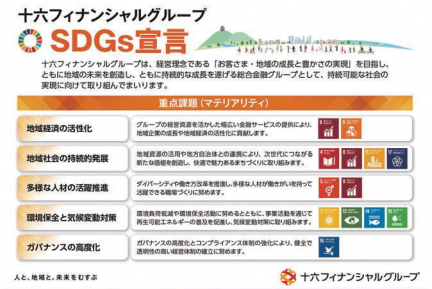 十六フィナンシャルグループ
SDGs宣言
十六フィナンシャルグループは、経営理念である「お客さま・地域の成長と豊かさの実現」を目指し、
ともに地域の未来を創造し、ともに持続的な成長を遂げる総合金融グループとして、持続可能な社会の
実現に向けて取り組んでまいります。
重点課題（マテリアリティ）
地域経済の活性化
グループの経営資源を活かした幅広い金融サービスの提供により、
地域企業の成長や地域経済の活性化に貢献します。
地域社会の持続的発展
地域資源の活用や地方自治体との連携により、次世代につながる
新たな価値を創造し、快適で魅力あるまちづくりに取り組みます。
多様な人材の活躍推進
ダイバーシティや働き方改革を推進し、多様な人材が働きがいを持って
活躍できる職場づくりに努めます。
環境保全と気候変動対策
環境負荷低減や環境保全活動に努めるとともに、事業活動を通じて
再生可能エネルギーの普及を促進し、気候変動対策に取り組みます。
ガバナンスの高度化
ガバナンスの高度化とコンプライアンス体制の強化により、健全で
透明性の高い経営体制の確立に努めます。
人と、地域と、未来をむすぶ
十六フィナンシャルグループ